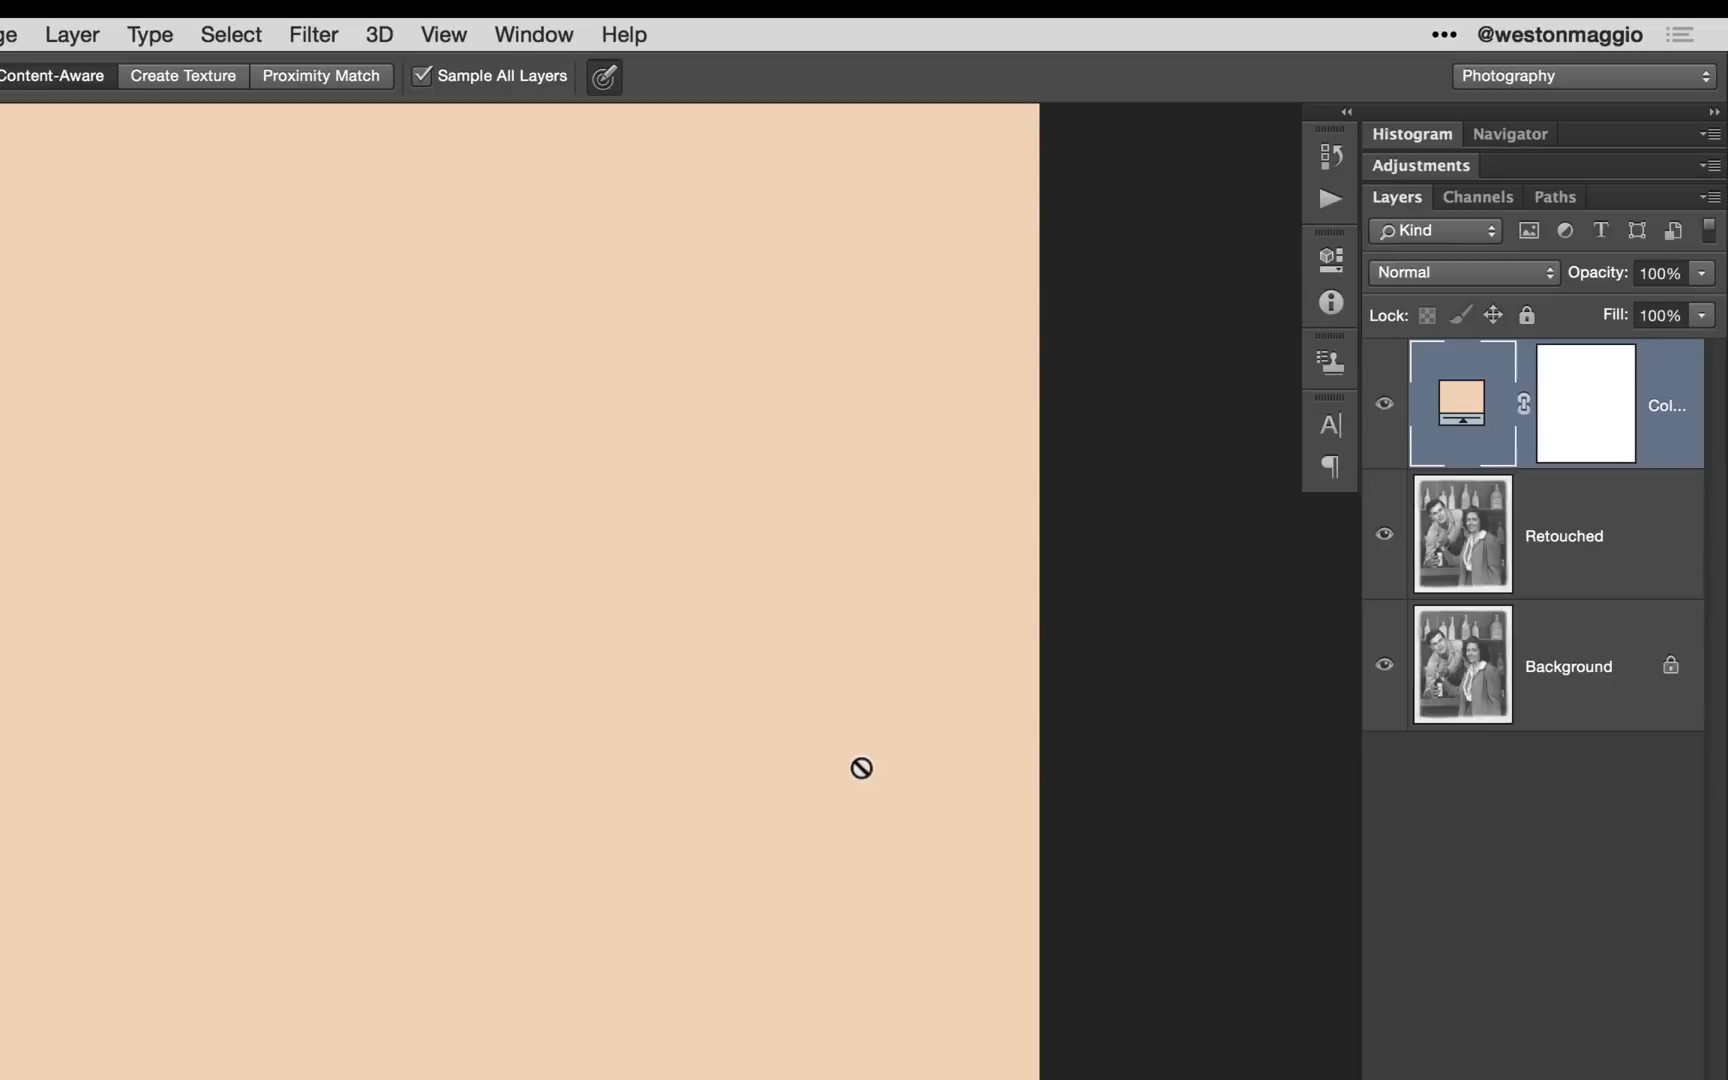 ge Layer Type Select Filter 3D View Window Help ••• @westonmaggio
Content-Aware Create Texture Proximity Match Sample All Layers Photography
Histogram Navigator
Adjustments
Layers Channels Paths
Kind T
Normal Opacity: 100%
Lock: Fill: 100%
A|
¶
Col...
Retouched
Background